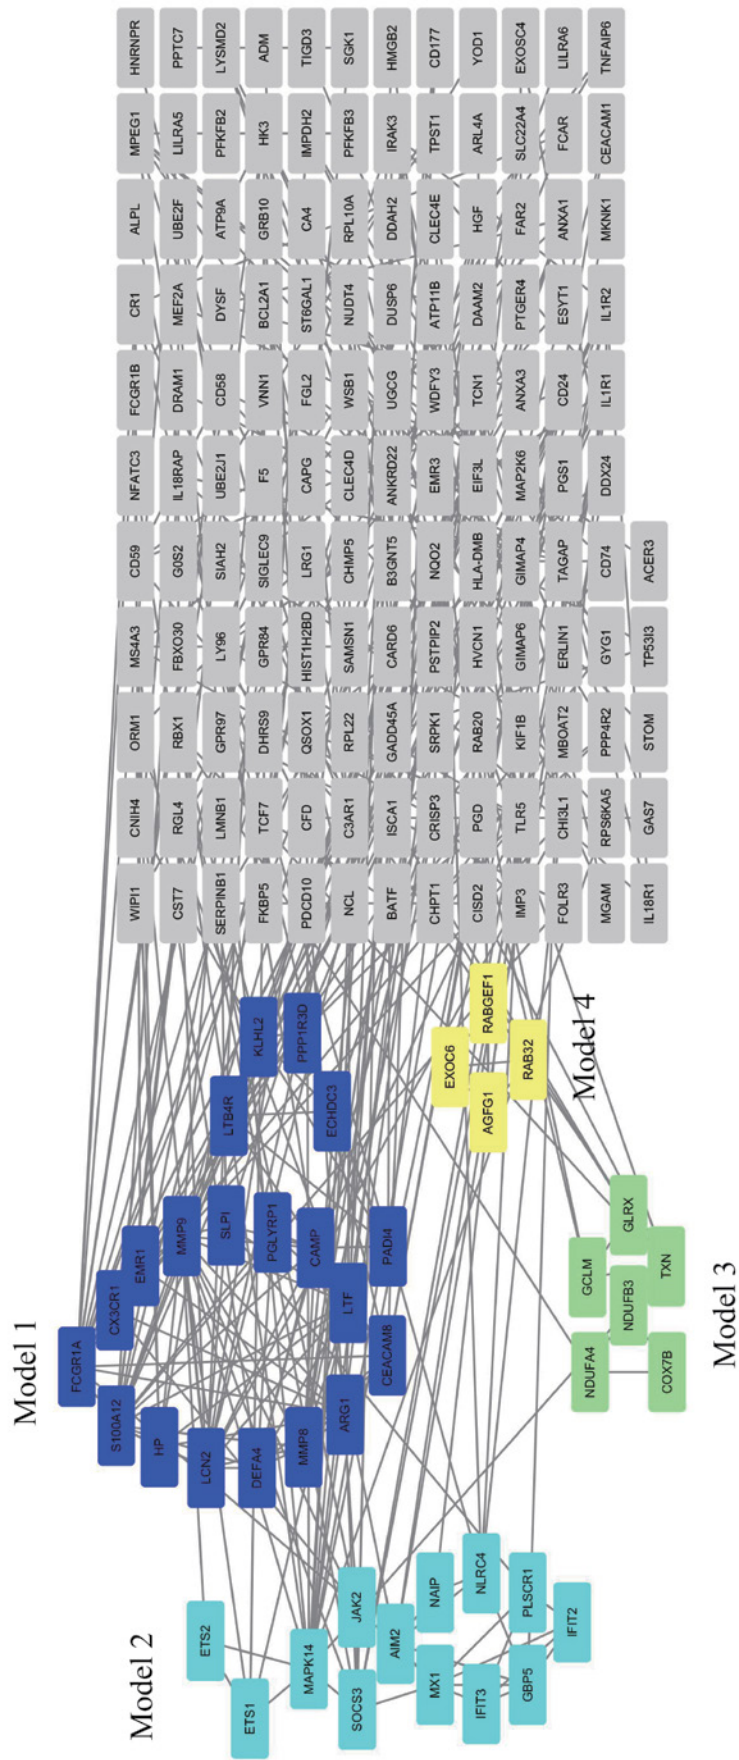 Model 1
Model 2
Model 3
Model 4
FCGR1A
CX3CR1
EMR1
MMP9
SLPI
PGLYRP1
CAMP
LTF
PADI4
CEACAM8
ARG1
MMP8
DEFA4
LCN2
HP
S100A12
LTB4R
KLHL2
PPP1R3D
ECHDC3
ETS2
ETS1
MAPK14
JAK2
SOCS3
AIM2
NAIP
MX1
NLRC4
IFIT3
PLSCR1
GBP5
IFIT2
GCLM
GLRX
NDUFB3
TXN
NDUFA4
COX7B
EXOC6
RABGEF1
AGFG1
RAB32
WIPI1 CNIH4 ORM1 MS4A3 CD59 NFATC3 FCGR1B CR1 ALPL MPEG1 HNRNPR
CST7 RGL4 RBX1 FBXO30 G0S2 IL18RAP DRAM1 MEF2A UBE2F LILRA5 PPTC7
SERPINB1 LMNB1 GPR97 LY96 SIAH2 UBE2J1 CD58 DYSF ATP9A PFKFB2 LYSMD2
FKBP5 TCF7 DHRS9 GPR84 SIGLEC9 F5 VNN1 BCL2A1 GRB10 HK3 ADM
PDCD10 CFD QSOX1 HIST1H2BD LRG1 CAPG FGL2 ST6GAL1 CA4 IMPDH2 TIGD3
NCL C3AR1 RPL22 SAMSN1 CHMP5 CLEC4D WSB1 NUDT4 RPL10A PFKFB3 SGK1
BATF ISCA1 GADD45A CARD6 B3GNT5 ANKRD22 UGCG DUSP6 DDAH2 IRAK3 HMGB2
CHPT1 CRISP3 SRPK1 PSTPIP2 NQO2 EMR3 WDFY3 ATP11B CLEC4E TPST1 CD177
CISD2 PGD RAB20 HVCN1 HLA-DMB EIF3L TCN1 DAAM2 HGF ARL4A YOD1
IMP3 TLR5 KIF1B GIMAP6 GIMAP4 MAP2K6 ANXA3 PTGER4 FAR2 SLC22A4 EXOSC4
FOLR3 CHI3L1 MBOAT2 ERLIN1 TAGAP PGS1 CD24 ESYT1 ANXA1 FCAR LILRA6
MGAM RPS6KA5 PPP4R2 GYG1 CD74 DDX24 IL1R1 IL1R2 MKNK1 CEACAM1 TNFAIP6
IL18R1 GAS7 STOM TP53I3 ACER3